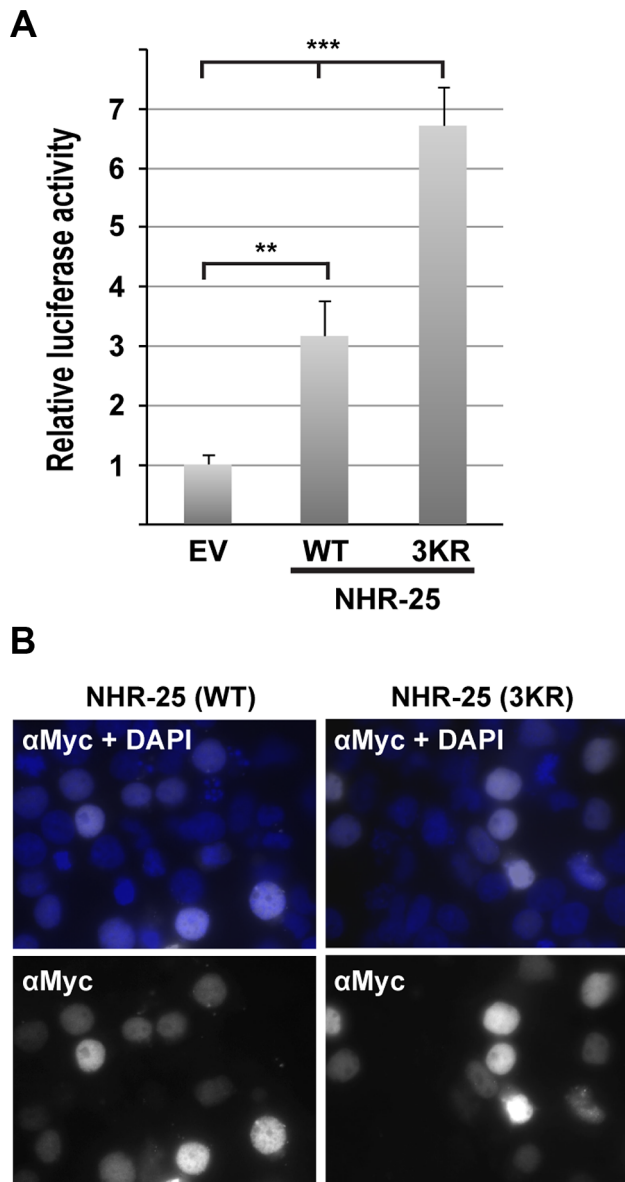 A
***
**
Relative luciferase activity
7
6
5
4
3
2
1
EV WT 3KR
NHR-25
B
NHR-25 (WT) NHR-25 (3KR)
αMyc + DAPI αMyc + DAPI
αMyc αMyc